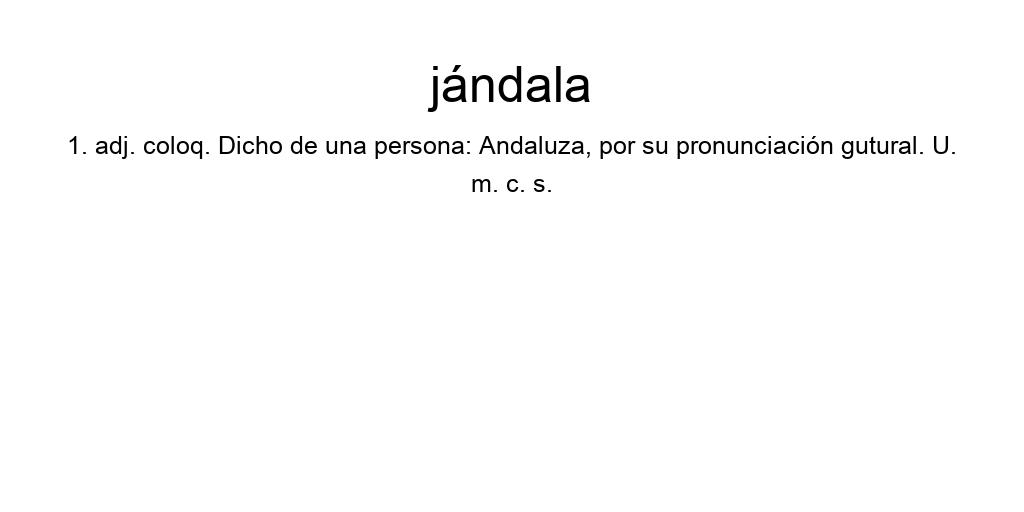 jándala
1. adj. coloq. Dicho de una persona: Andaluza, por su pronunciación gutural. U.
m. c. s.